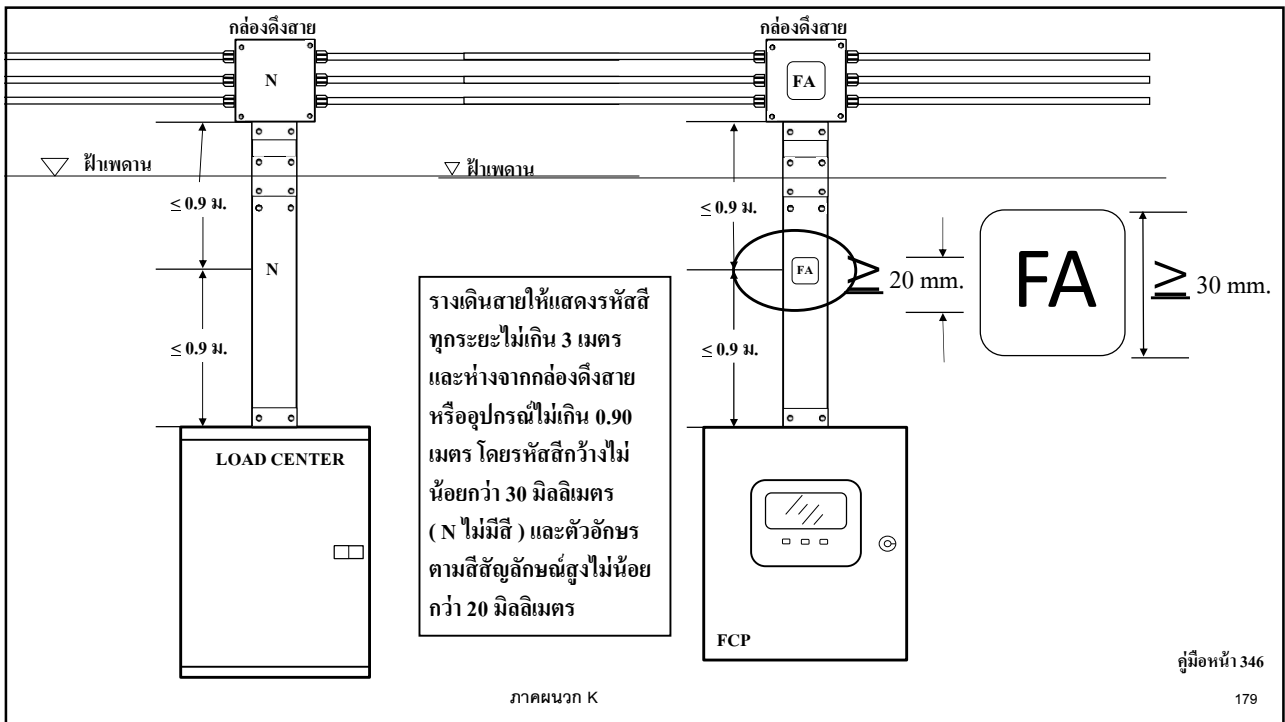 กล่องดึงสาย
กล่องดึงสาย
N
FA
ฝ้าเพดาน
ฝ้าเพดาน
≤ 0.9 ม.
≤ 0.9 ม.
N
FA
≥ 20 mm.
FA
≥ 30 mm.
≤ 0.9 ม.
≤ 0.9 ม.
รางเดินสายให้แสดงรหัสสี
ทุกระยะไม่เกิน 3 เมตร
และห่างจากกล่องดึงสาย
หรืออุปกรณ์ไม่เกิน 0.90
เมตร โดยรหัสสีกว้างไม่
น้อยกว่า 30 มิลลิเมตร
( N ไม่มีสี ) และตัวอักษร
ตามสีสัญลักษณ์สูงไม่น้อย
กว่า 20 มิลลิเมตร
LOAD CENTER
FCP
คู่มือหน้า 346
ภาคผนวก K
179